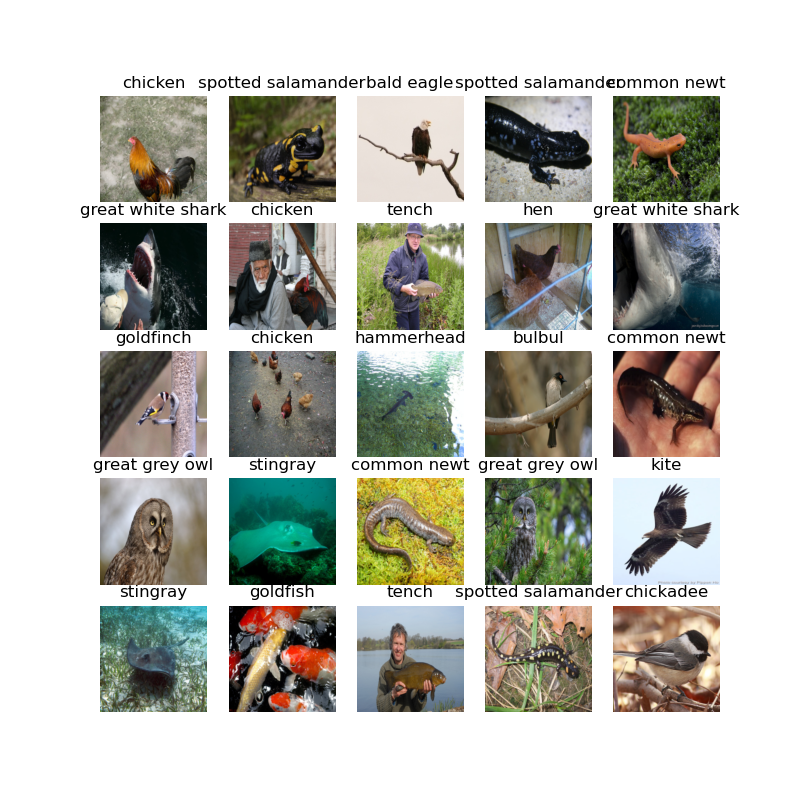 chicken spotted salamander bald eagle spotted salamander common newt
great white shark chicken tench hen great white shark
goldfinch chicken hammerhead bulbul common newt
great grey owl stingray common newt great grey owl kite
stingray goldfish tench spotted salamander chickadee